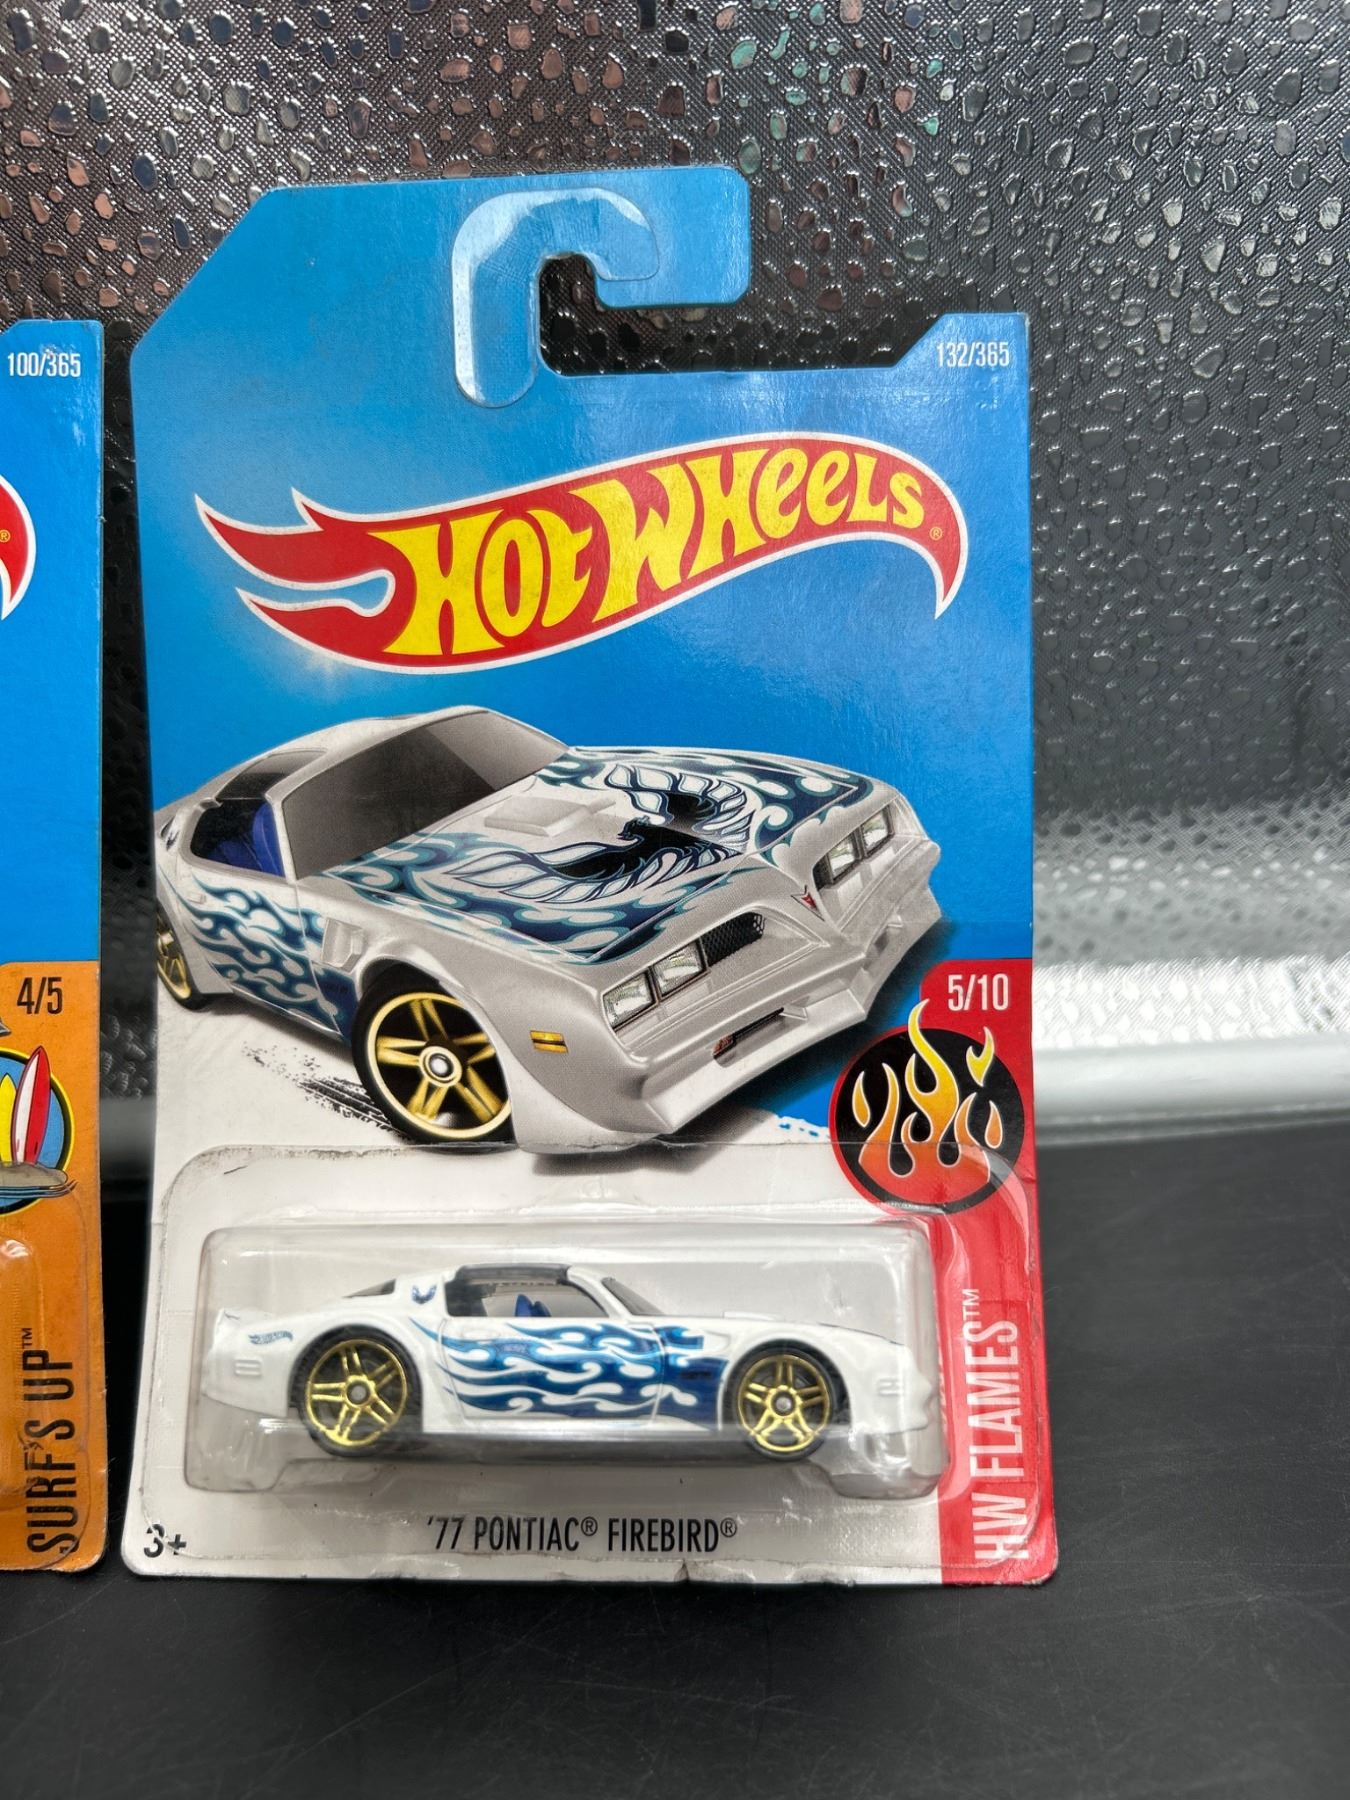 100/365
®
4/5
SURF'S UP™
132/365
HOT WHEELS®
5/10
HW FLAMES™
'77 PONTIAC® FIREBIRD®
3+